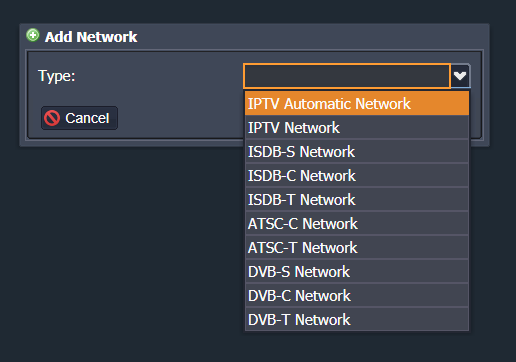 Add Network
Type:
IPTV Automatic Network
IPTV Network
ISDB-S Network
ISDB-C Network
ISDB-T Network
ATSC-C Network
ATSC-T Network
DVB-S Network
DVB-C Network
DVB-T Network
Cancel